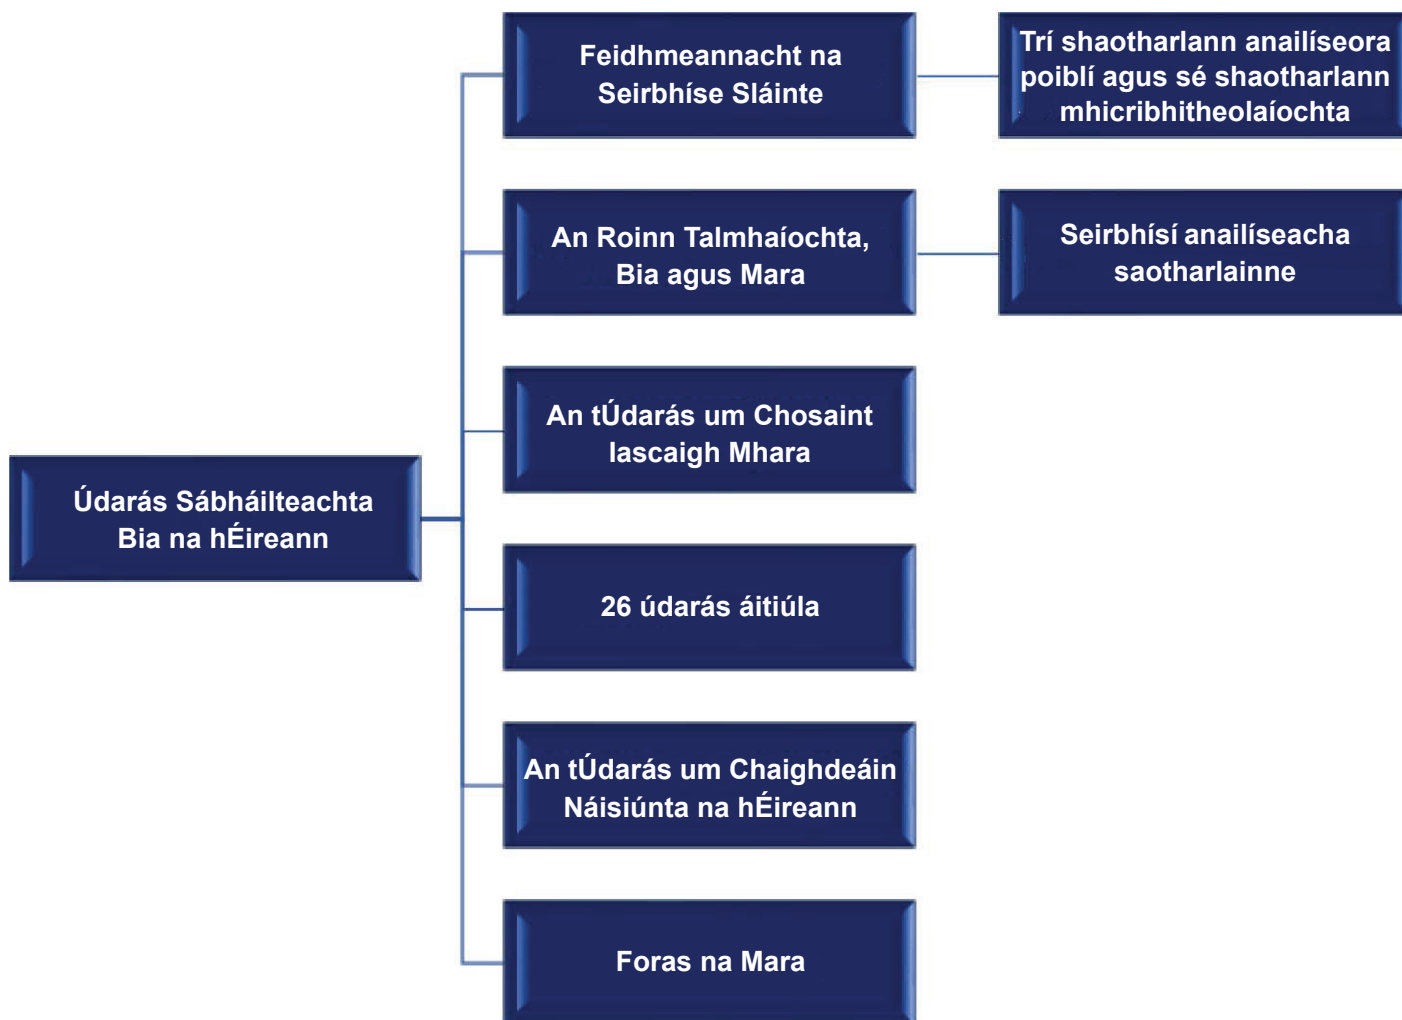 Feidhmeannacht na
Seirbhíse Sláinte
Trí shaotharlann anailíseora
poiblí agus sé shaotharlann
mhicribhitheolaíochta
An Roinn Talmhaíochta,
Bia agus Mara
Seirbhísí anailíseacha
saotharlainne
An tÚdarás um Chosaint
Iascaigh Mhara
Údarás Sábháilteachta
Bia na hÉireann
26 údarás áitiúla
An tÚdarás um Chaighdeáin
Náisiúnta na hÉireann
Foras na Mara